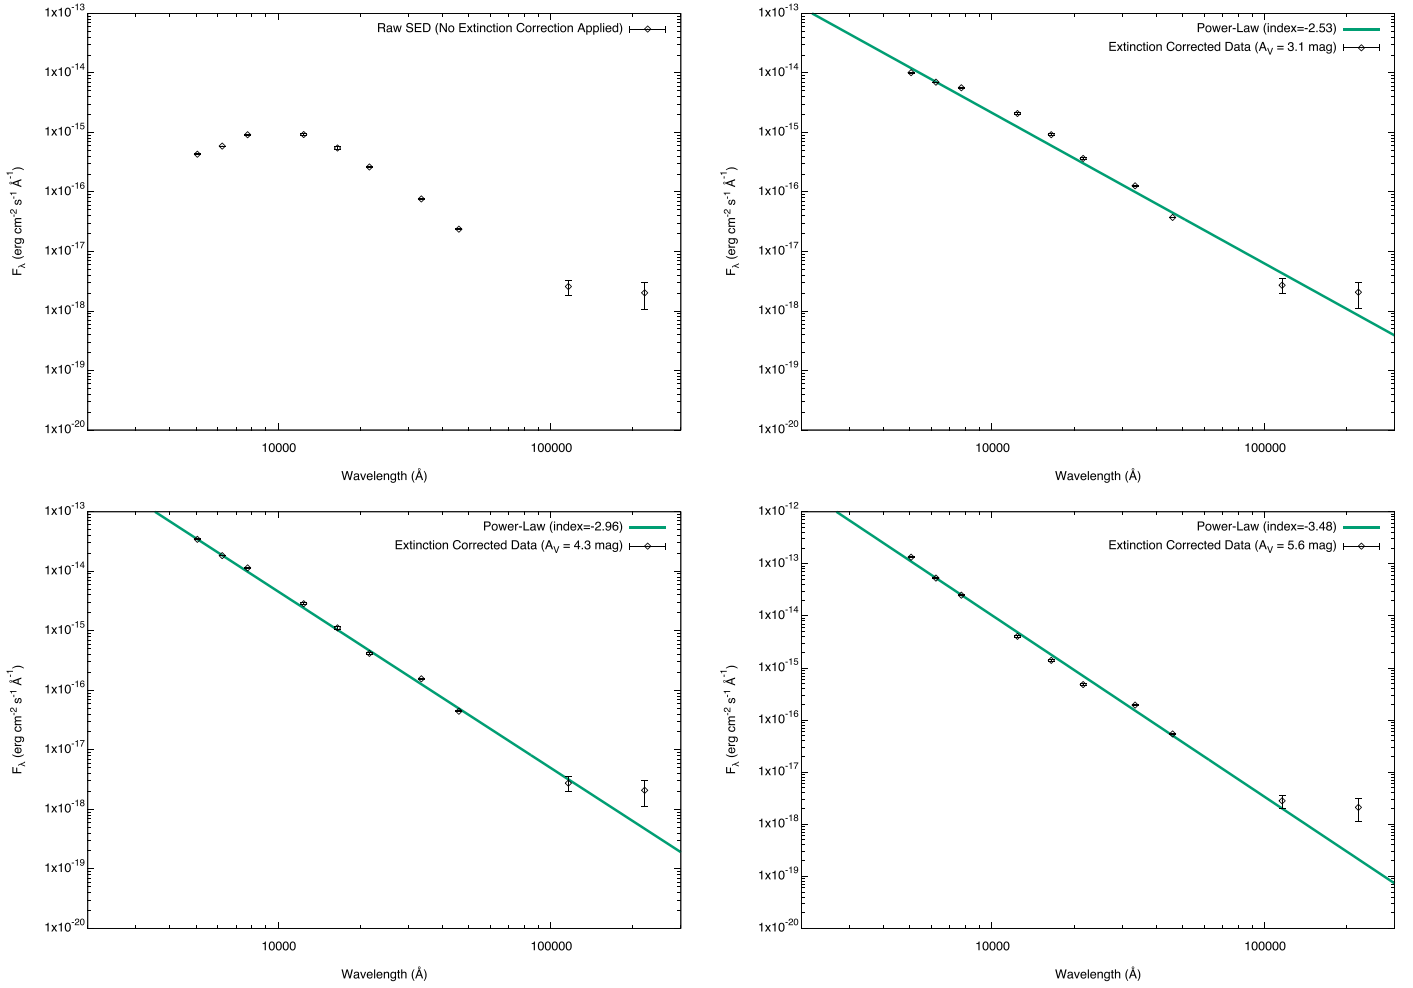 Raw SED (No Extinction Correction Applied)
1x10-13
1x10-14
1x10-15
1x10-16
1x10-17
1x10-18
1x10-19
1x10-20
Fλ (erg cm-2 s-1 Å-1)
10000 100000
Wavelength (Å)
Power-Law (index=-2.53)
Extinction Corrected Data (AV = 3.1 mag)
1x10-13
1x10-14
1x10-15
1x10-16
1x10-17
1x10-18
1x10-19
1x10-20
Fλ (erg cm-2 s-1 Å-1)
10000 100000
Wavelength (Å)
Power-Law (index=-2.96)
Extinction Corrected Data (AV = 4.3 mag)
1x10-13
1x10-14
1x10-15
1x10-16
1x10-17
1x10-18
1x10-19
1x10-20
Fλ (erg cm-2 s-1 Å-1)
10000 100000
Wavelength (Å)
Power-Law (index=-3.48)
Extinction Corrected Data (AV = 5.6 mag)
1x10-12
1x10-13
1x10-14
1x10-15
1x10-16
1x10-17
1x10-18
1x10-19
1x10-20
Fλ (erg cm-2 s-1 Å-1)
10000 100000
Wavelength (Å)